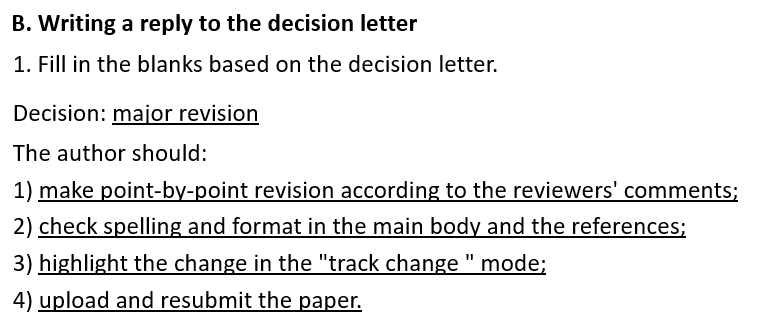 B. Writing a reply to the decision letter
1. Fill in the blanks based on the decision letter.
Decision: major revision
The author should:
1) make point-by-point revision according to the reviewers' comments;
2) check spelling and format in the main body and the references;
3) highlight the change in the "track change " mode;
4) upload and resubmit the paper.